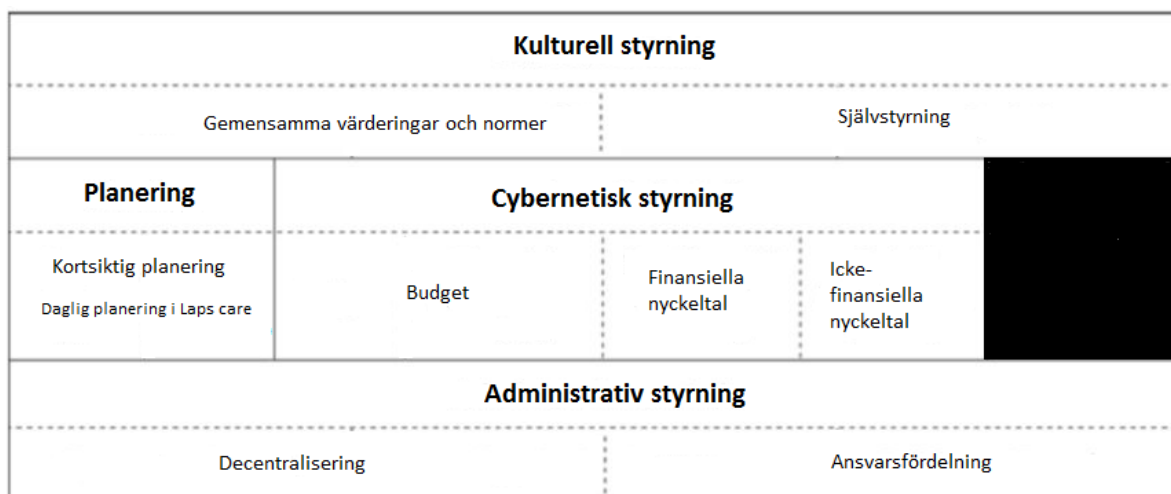 Kulturell styrning
Gemensamma värderingar och normer
Självstyrning
Planering
Cybernetisk styrning
Kortsiktig planering
Daglig planering i Laps care
Budget
Finansiella
nyckeltal
Icke-
finansiella
nyckeltal
Administrativ styrning
Decentralisering
Ansvarsfördelning